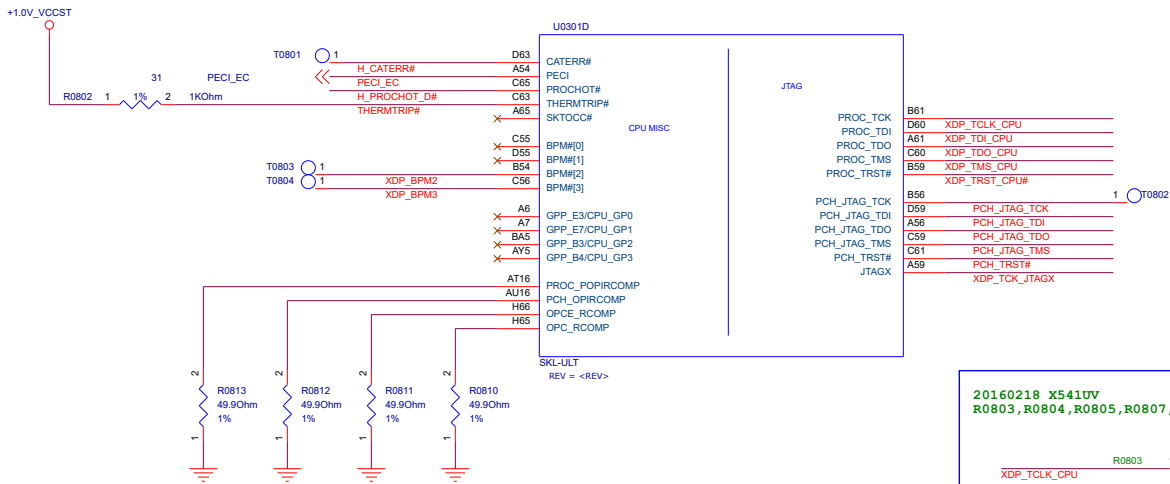 +1.0V_VCCST
U0301D
T0801 1 D63 CATERR#
H_CATERR#
A54 PECI
31 PECI_EC
PECI_EC
C65 PROCHOT#
R0802 1 1% 2 1KOhm
H_PROCHOT_D#
C63 THERMTRIP#
THERMTRIP#
A65 SKTOCC#
JTAG
CPU MISC
C55 BPM#[0]
D55 BPM#[1]
T0803 1 B54 BPM#[2]
XDP_BPM2
T0804 1 C56 BPM#[3]
XDP_BPM3
A6 GPP_E3/CPU_GP0
A7 GPP_E7/CPU_GP1
BA5 GPP_B3/CPU_GP2
AY5 GPP_B4/CPU_GP3
AT16 PROC_POPIRCOMP
AU16 PCH_OPIRCOMP
H66 OPCE_RCOMP
H65 OPC_RCOMP
PROC_TCK B61
XDP_TCLK_CPU
PROC_TDI D60
XDP_TDI_CPU
PROC_TDO A61
XDP_TDO_CPU
PROC_TMS C60
XDP_TMS_CPU
PROC_TRST# B59
XDP_TRST_CPU#
PCH_JTAG_TCK B56 1 T0802
PCH_JTAG_TCK
PCH_JTAG_TDI D59
PCH_JTAG_TDI
PCH_JTAG_TDO A56
PCH_JTAG_TDO
PCH_JTAG_TMS C59
PCH_JTAG_TMS
PCH_TRST# C61
PCH_TRST#
JTAGX A59
XDP_TCK_JTAGX
SKL-ULT
REV = <REV>
2 2 2 2
R0813 R0812 R0811 R0810
49.9Ohm 49.9Ohm 49.9Ohm 49.9Ohm
1% 1% 1% 1%
1 1 1 1
20160218 X541UV
R0803,R0804,R0805,R0807,
R0803
XDP_TCLK_CPU